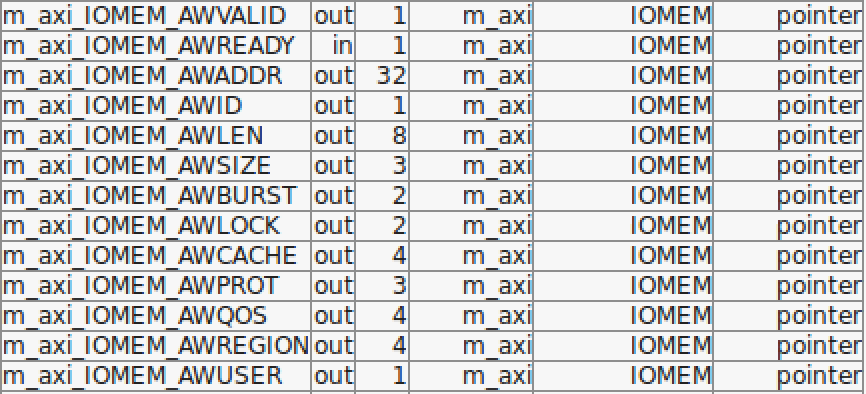 m_axi_IOMEM_AWVALID out 1 m_axi IOMEM pointer
m_axi_IOMEM_AWREADY in 1 m_axi IOMEM pointer
m_axi_IOMEM_AWADDR out 32 m_axi IOMEM pointer
m_axi_IOMEM_AWID out 1 m_axi IOMEM pointer
m_axi_IOMEM_AWLEN out 8 m_axi IOMEM pointer
m_axi_IOMEM_AWSIZE out 3 m_axi IOMEM pointer
m_axi_IOMEM_AWBURST out 2 m_axi IOMEM pointer
m_axi_IOMEM_AWLOCK out 2 m_axi IOMEM pointer
m_axi_IOMEM_AWCACHE out 4 m_axi IOMEM pointer
m_axi_IOMEM_AWPROT out 3 m_axi IOMEM pointer
m_axi_IOMEM_AWQOS out 4 m_axi IOMEM pointer
m_axi_IOMEM_AWREGION out 4 m_axi IOMEM pointer
m_axi_IOMEM_AWUSER out 1 m_axi IOMEM pointer